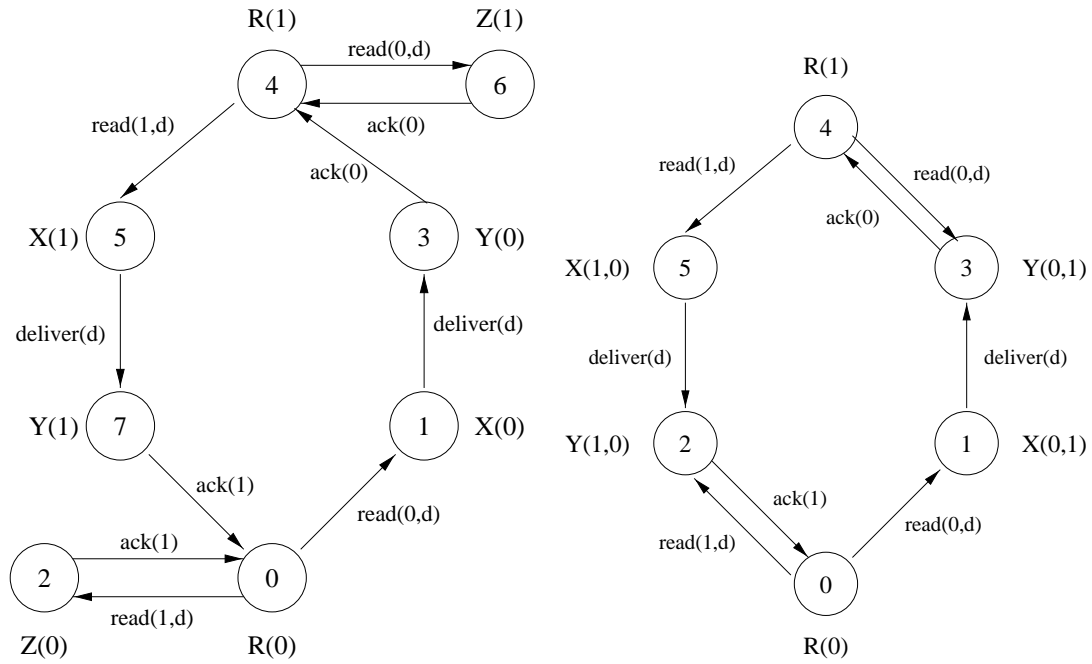 R(1)
Z(1)
read(0,d)
4
6
ack(0)
read(1,d)
ack(0)
X(1)
5
3
Y(0)
deliver(d)
deliver(d)
Y(1)
7
1
X(0)
ack(1)
read(0,d)
ack(1)
2
0
read(1,d)
Z(0)
R(0)
R(1)
4
read(1,d)
read(0,d)
ack(0)
X(1,0)
5
3
Y(0,1)
deliver(d)
deliver(d)
Y(1,0)
2
1
X(0,1)
ack(1)
read(0,d)
read(1,d)
0
R(0)